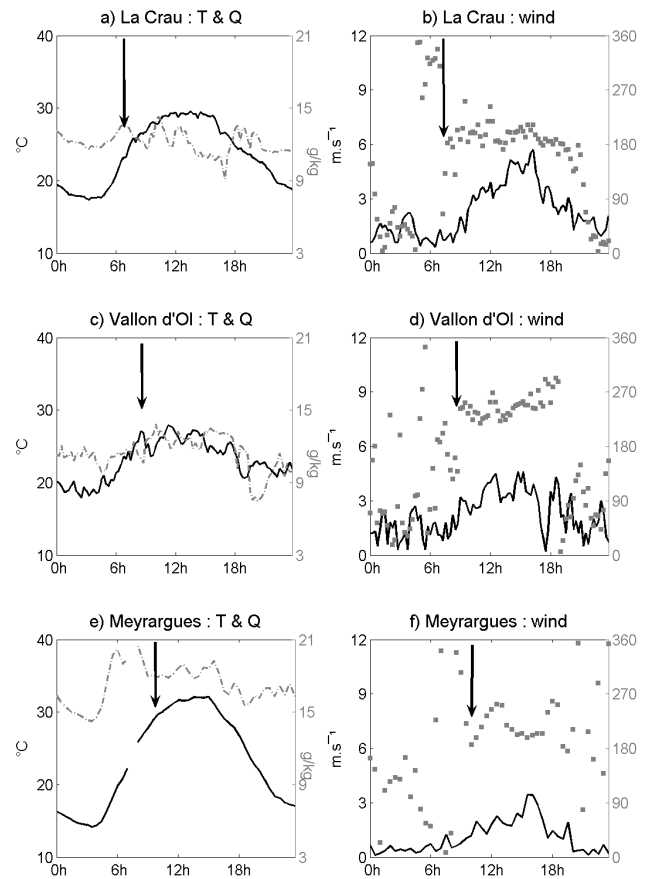 a) La Crau : T & Q
40
30
20
10
°C
21
15
9
3
g/kg
0h 6h 12h 18h
b) La Crau : wind
12
9
6
3
0
m.s⁻¹
360
270
180
90
0
0h 6h 12h 18h
c) Vallon d'Ol : T & Q
40
30
20
10
°C
21
15
9
3
g/kg
0h 6h 12h 18h
d) Vallon d'Ol : wind
12
9
6
3
0
m.s⁻¹
360
270
180
90
0
0h 6h 12h 18h
e) Meyrargues : T & Q
40
30
20
10
°C
21
15
9
3
g/kg
0h 6h 12h 18h
f) Meyrargues : wind
12
9
6
3
0
m.s⁻¹
360
270
180
90
0
0h 6h 12h 18h